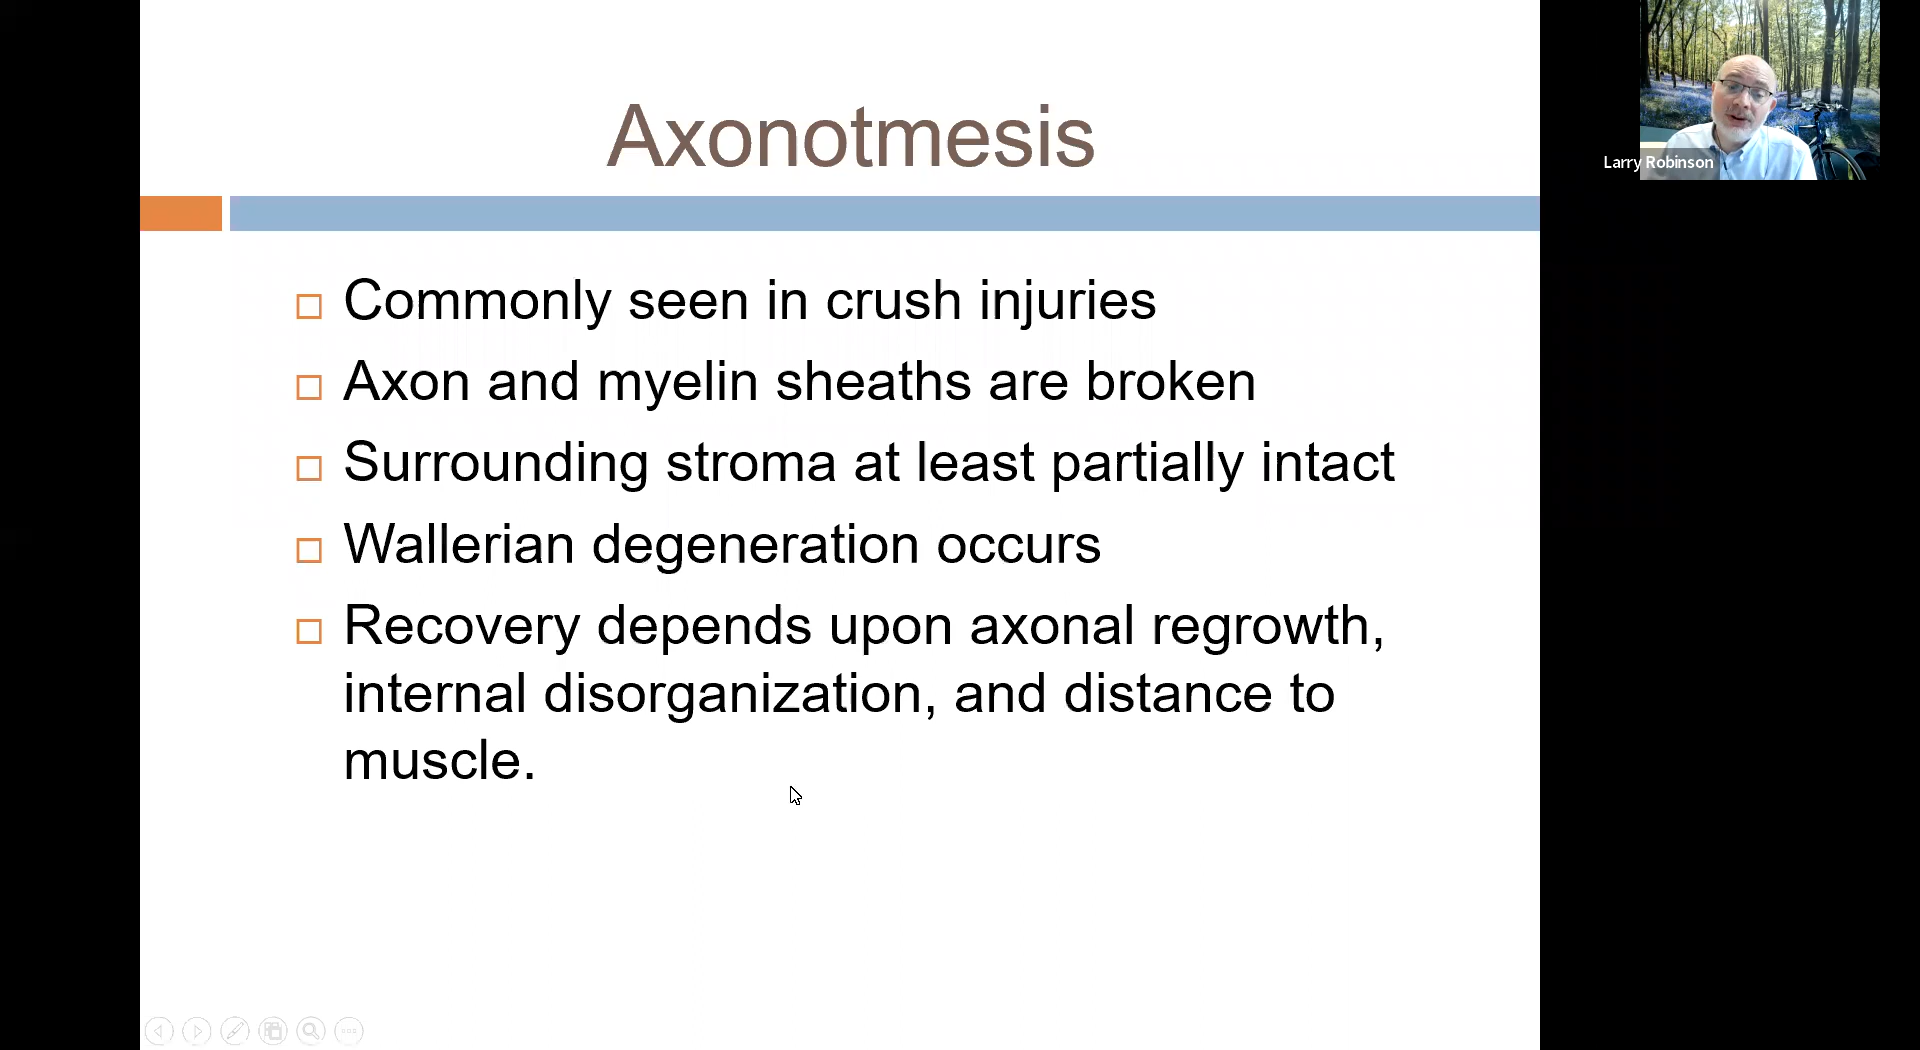 Axonotmesis
Larry Robinson
Commonly seen in crush injuries
Axon and myelin sheaths are broken
Surrounding stroma at least partially intact
Wallerian degeneration occurs
Recovery depends upon axonal regrowth,
internal disorganization, and distance to
muscle.